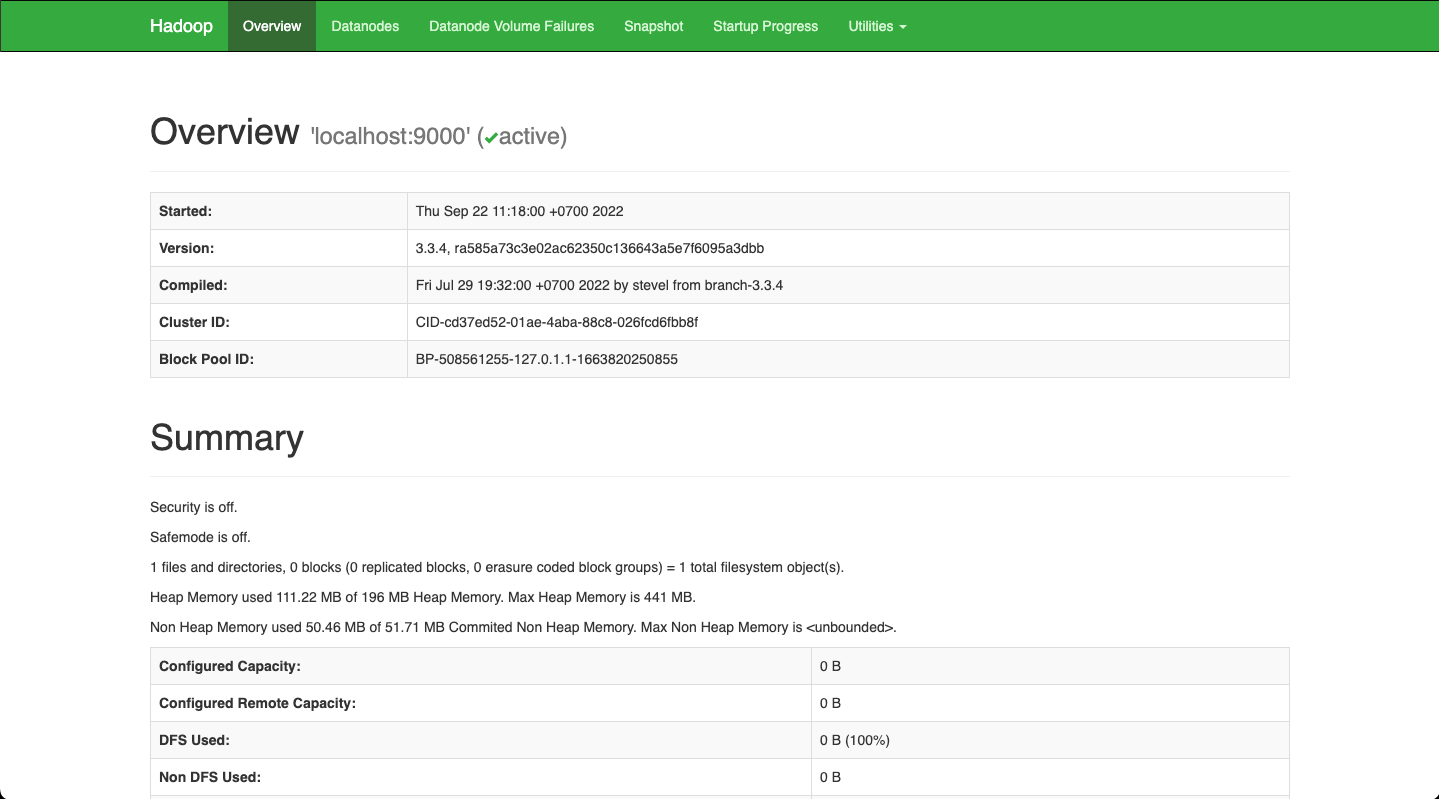 Hadoop Overview Datanodes Datanode Volume Failures Snapshot Startup Progress Utilities
Overview 'localhost:9000' (✔active)
Started: Thu Sep 22 11:18:00 +0700 2022
Version: 3.3.4, ra585a73c3e02ac62350c136643a5e7f6095a3dbb
Compiled: Fri Jul 29 19:32:00 +0700 2022 by stevel from branch-3.3.4
Cluster ID: CID-cd37ed52-01ae-4aba-88c8-026fcd6fbb8f
Block Pool ID: BP-508561255-127.0.1.1-1663820250855
Summary
Security is off.
Safemode is off.
1 files and directories, 0 blocks (0 replicated blocks, 0 erasure coded block groups) = 1 total filesystem object(s).
Heap Memory used 111.22 MB of 196 MB Heap Memory. Max Heap Memory is 441 MB.
Non Heap Memory used 50.46 MB of 51.71 MB Commited Non Heap Memory. Max Non Heap Memory is <unbounded>.
Configured Capacity: 0 B
Configured Remote Capacity: 0 B
DFS Used: 0 B (100%)
Non DFS Used: 0 B